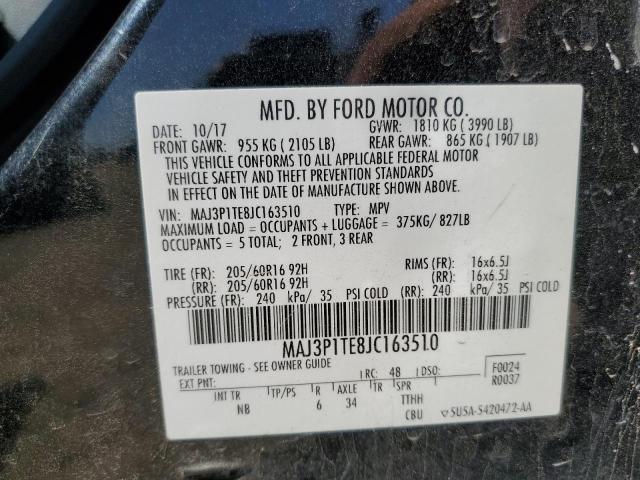 MFD. BY FORD MOTOR CO.
10/17 GVWR: 1810 KG ( 3990 LB)
FRONT GAWR: 955 KG ( 2105 LB) REAR GAWR: 865 KG ( 1907 LB)
THIS VEHICLE CONFORMS TO ALL APPLICABLE FEDERAL MOTOR
VEHICLE SAFETY AND THEFT PREVENTION STANDARDS
IN EFFECT ON THE DATE OF MANUFACTURE SHOWN ABOVE.
VIN: MAJ3P1TE8JC163510 TYPE: MPV
MAXIMUM LOAD = OCCUPANTS + LUGGAGE = 375KG/ 827LB
OCCUPANTS = 5 TOTAL; 2 FRONT, 3 REAR
TIRE (FR): 205/60R16 92H RIMS (FR): 16x6.5J
(RR): 205/60R16 92H (RR): 16x6.5J
PRESSURE (FR): 240 kPa/ 35 PSI COLD (RR): 240 kPa/ 35 PSI COLD
MAJ3P1TE8JC163510
TRAILER TOWING - SEE OWNER GUIDE
EXT PNT: RC: 48 DSO: F0024
R0037
INT TR TP/PS R AXLE TR SPR
NB 6 34 TTHH
CBU SU5A-5420472-AA